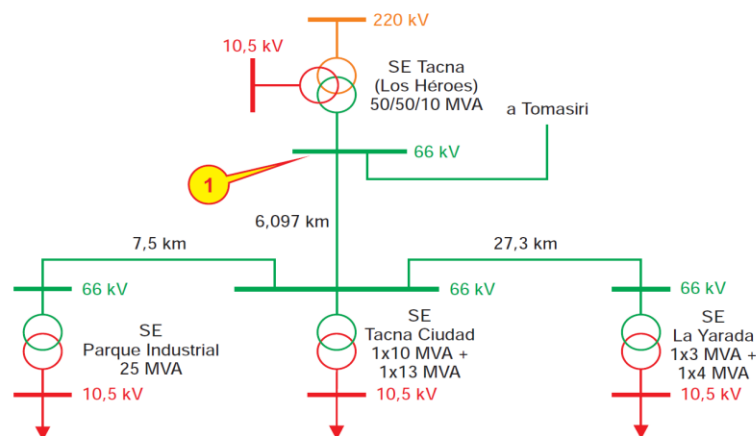 220 kV
10,5 kV
SE Tacna
(Los Héroes)
50/50/10 MVA
a Tomasiri
66 kV
1
6,097 km
7,5 km
27,3 km
66 kV
66 kV
66 kV
SE
Parque Industrial
25 MVA
SE
Tacna Ciudad
1x10 MVA +
1x13 MVA
SE
La Yarada
1x3 MVA +
1x4 MVA
10,5 kV
10,5 kV
10,5 kV